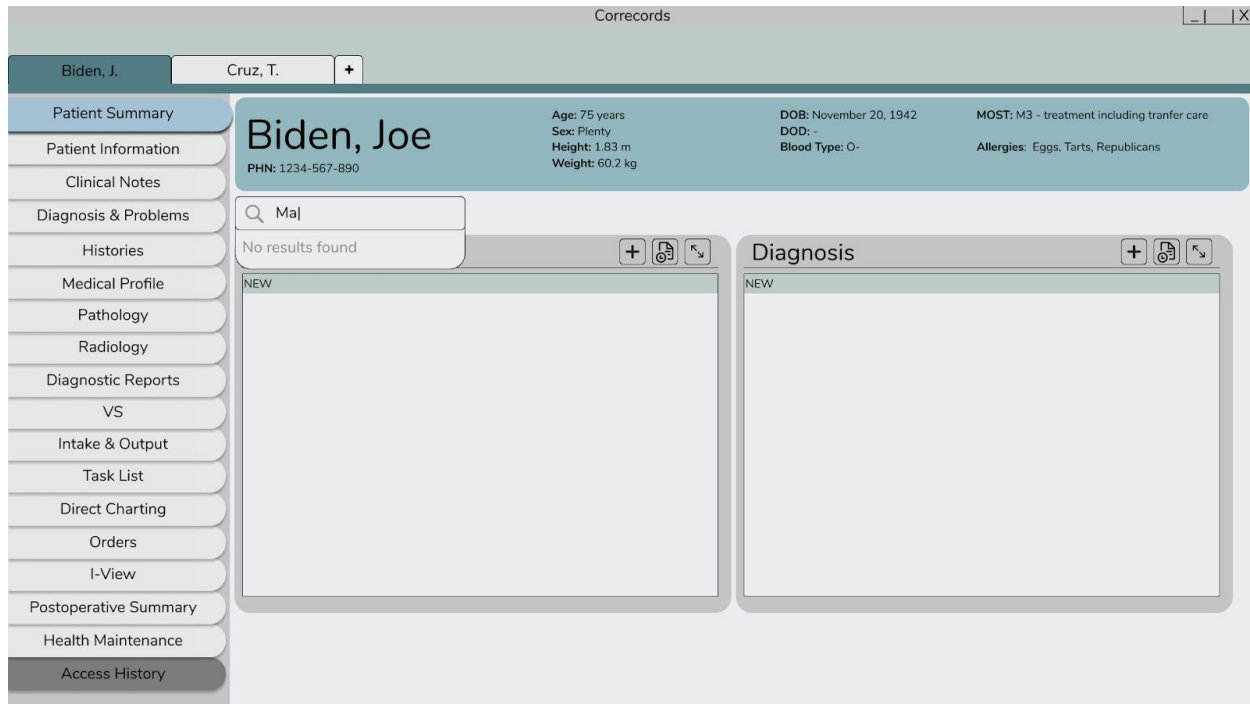 Correcords
_ | | X
Biden, J.
Cruz, T.
+
Patient Summary
Patient Information
Clinical Notes
Diagnosis & Problems
Histories
Medical Profile
Pathology
Radiology
Diagnostic Reports
VS
Intake & Output
Task List
Direct Charting
Orders
I-View
Postoperative Summary
Health Maintenance
Access History
Biden, Joe
PHN: 1234-567-890
Age: 75 years
Sex: Plenty
Height: 1.83 m
Weight: 60.2 kg
DOB: November 20, 1942
DOD: -
Blood Type: O-
MOST: M3 - treatment including tranfer care
Allergies: Eggs, Tarts, Republicans
Ma|
No results found
NEW
Diagnosis
NEW